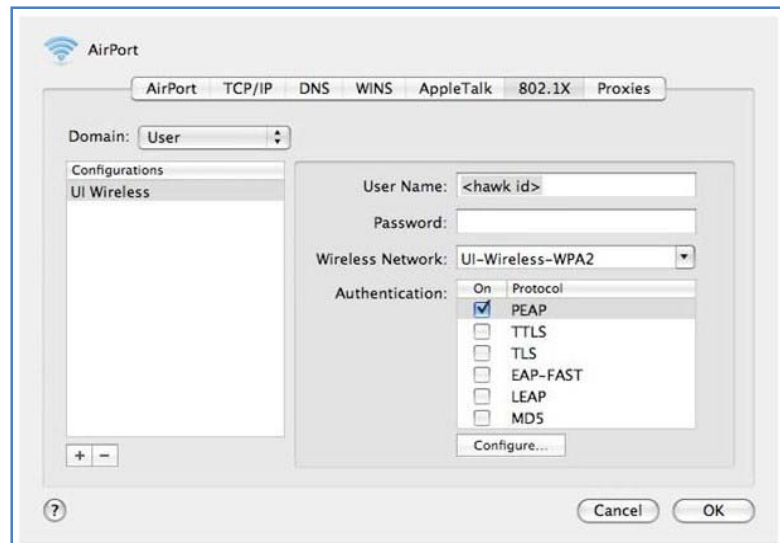 AirPort
AirPort TCP/IP DNS WINS AppleTalk 802.1X Proxies
Domain: User
Configurations
UI Wireless
User Name: <hawk id>
Password:
Wireless Network: UI-Wireless-WPA2
Authentication: On Protocol
PEAP
TTLS
TLS
EAP-FAST
LEAP
MD5
Configure...
+ −
? Cancel OK